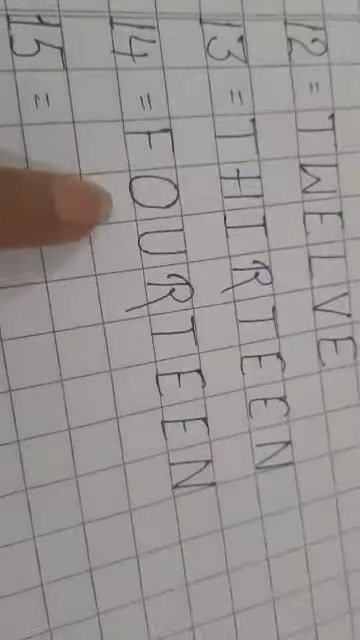 12 = TWELVE
13 = THIRTEEN
14 = FOURTEEN
15 =